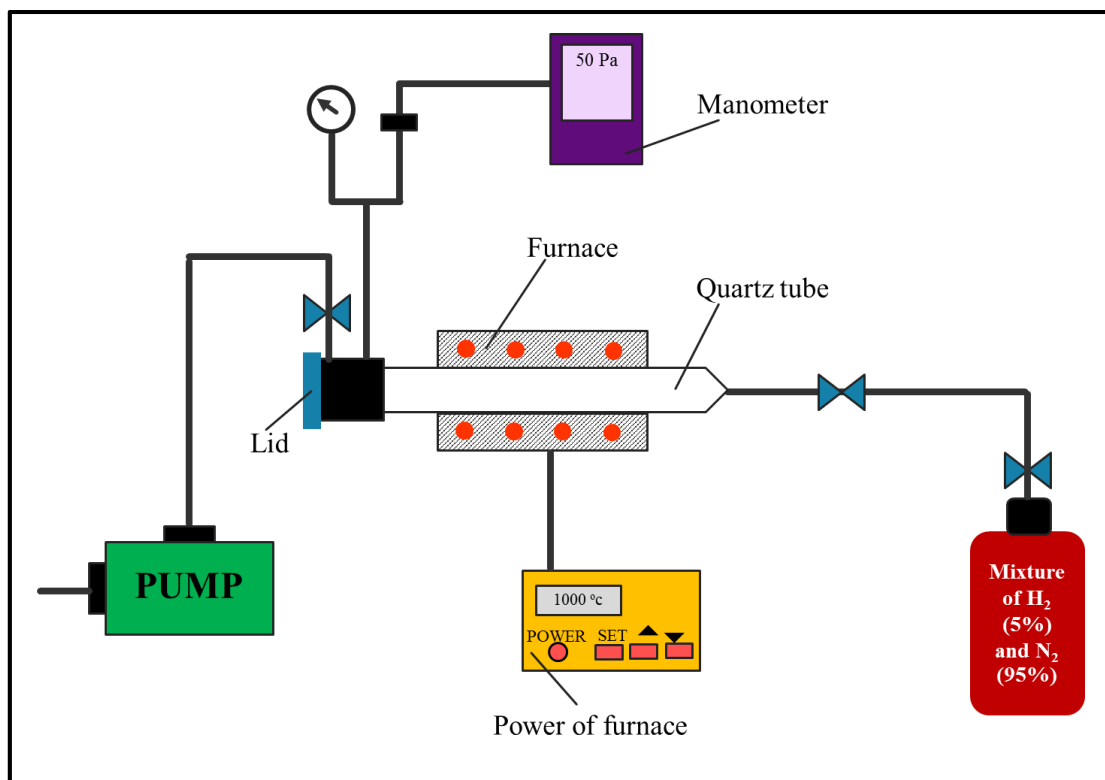 50 Pa
Manometer
Furnace
Quartz tube
Lid
PUMP
1000 °c
POWER SET
Power of furnace
Mixture
of H₂
(5%)
and N₂
(95%)